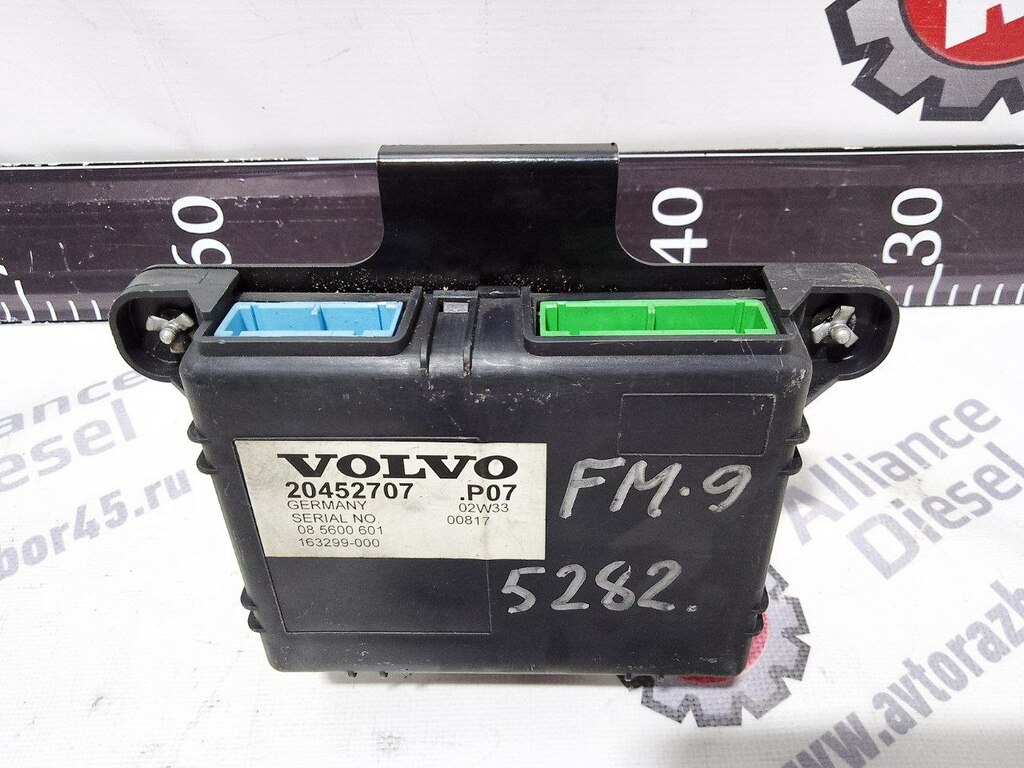 60
40
30
VOLVO
20452707 .P07
GERMANY 02W33
SERIAL NO 00817
08 5600 601
163299-000
FM.9
5282.
Alliance
Diesel
www.avtorazb
iance
Diesel
bor45.ru